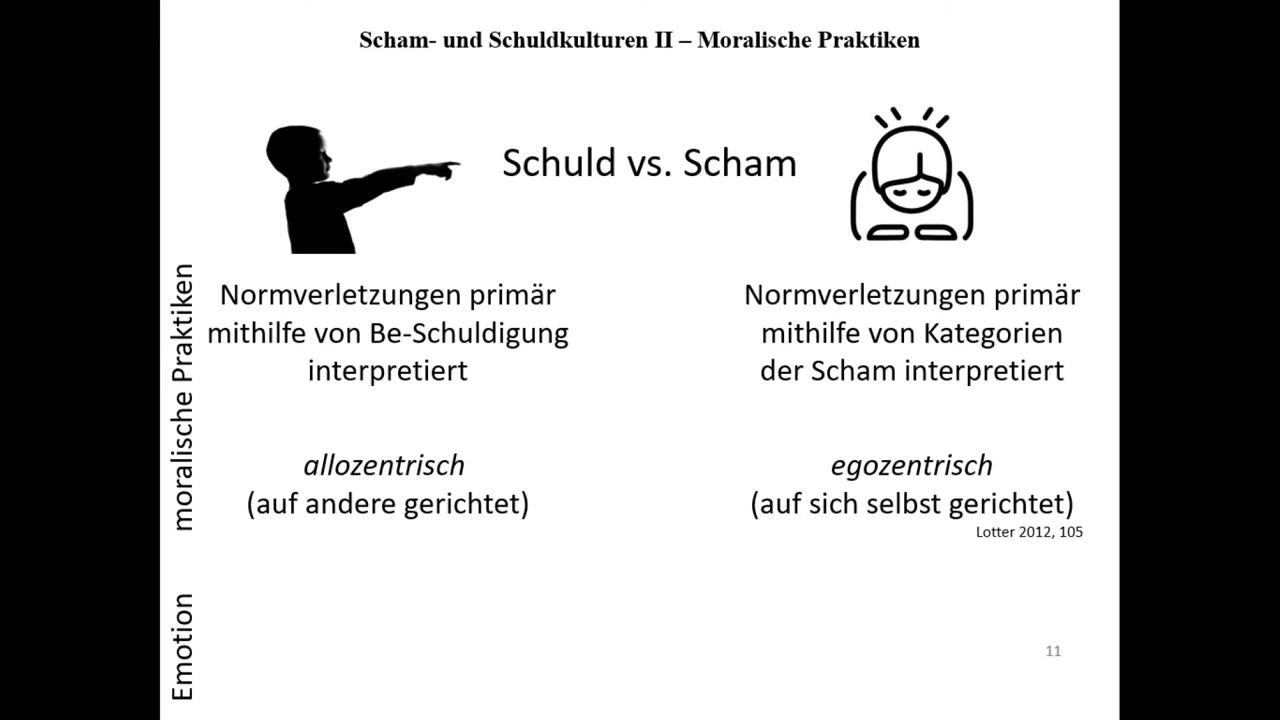 Scham- und Schuldkulturen II – Moralische Praktiken
Schuld vs. Scham
moralische Praktiken
Normverletzungen primär
mithilfe von Be-Schuldigung
interpretiert
Normverletzungen primär
mithilfe von Kategorien
der Scham interpretiert
allozentrisch
(auf andere gerichtet)
egozentrisch
(auf sich selbst gerichtet)
Lotter 2012, 105
Emotion
11